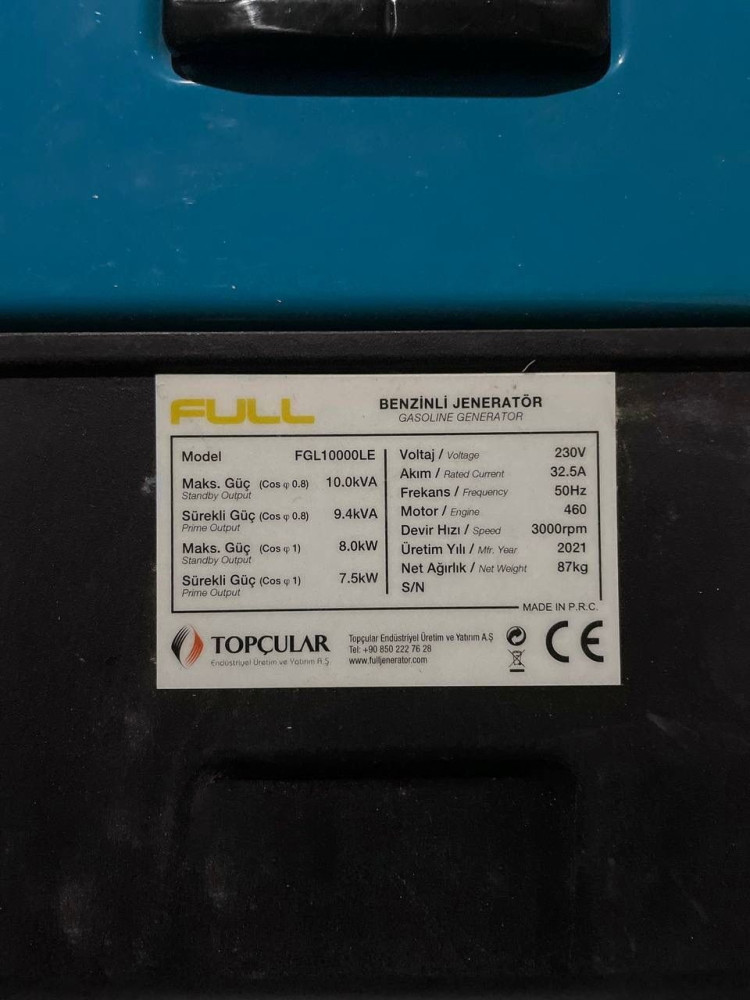 FULL
BENZİNLİ JENERATÖR
GASOLINE GENERATOR
Model FGL10000LE
Maks. Güç (Cos φ 0.8) 10.0kVA
Standby Output
Sürekli Güç (Cos φ 0.8) 9.4kVA
Prime Output
Maks. Güç (Cos φ 1) 8.0kW
Standby Output
Sürekli Güç (Cos φ 1) 7.5kW
Prime Output
Voltaj / Voltage 230V
Akım / Rated Current 32.5A
Frekans / Frequency 50Hz
Motor / Engine 460
Devir Hızı / Speed 3000rpm
Üretim Yılı / Mfr. Year 2021
Net Ağırlık / Net Weight 87kg
S/N
MADE IN P.R.C.
TOPÇULAR
Endüstriyel Üretim ve Yatırım A.Ş
Topçular Endüstriyel Üretim ve Yatırım A.Ş
Tel: +90 850 222 76 28
www.fulljenerator.com
CE